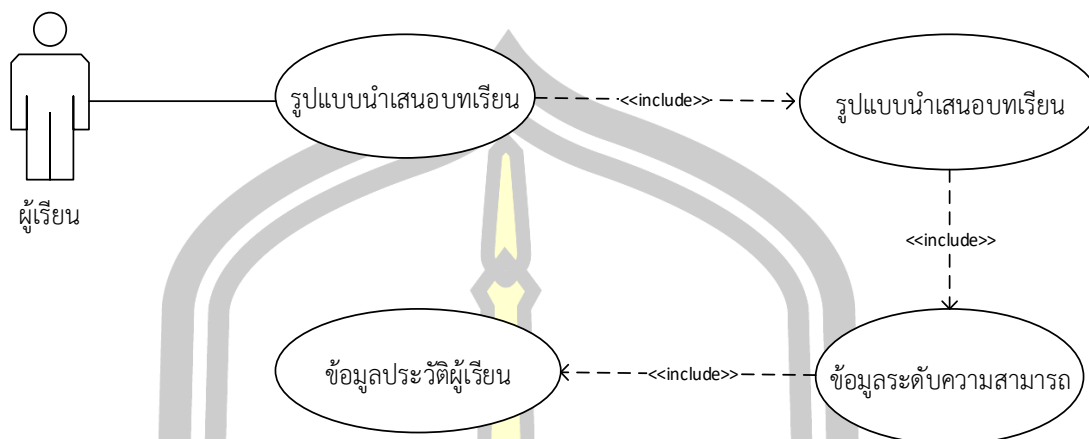 รูปแบบนำเสนอบทเรียน
<<include>>
รูปแบบนำเสนอบทเรียน
ผู้เรียน
<<include>>
ข้อมูลประวัติผู้เรียน
<<include>>
ข้อมูลระดับความสามารถ